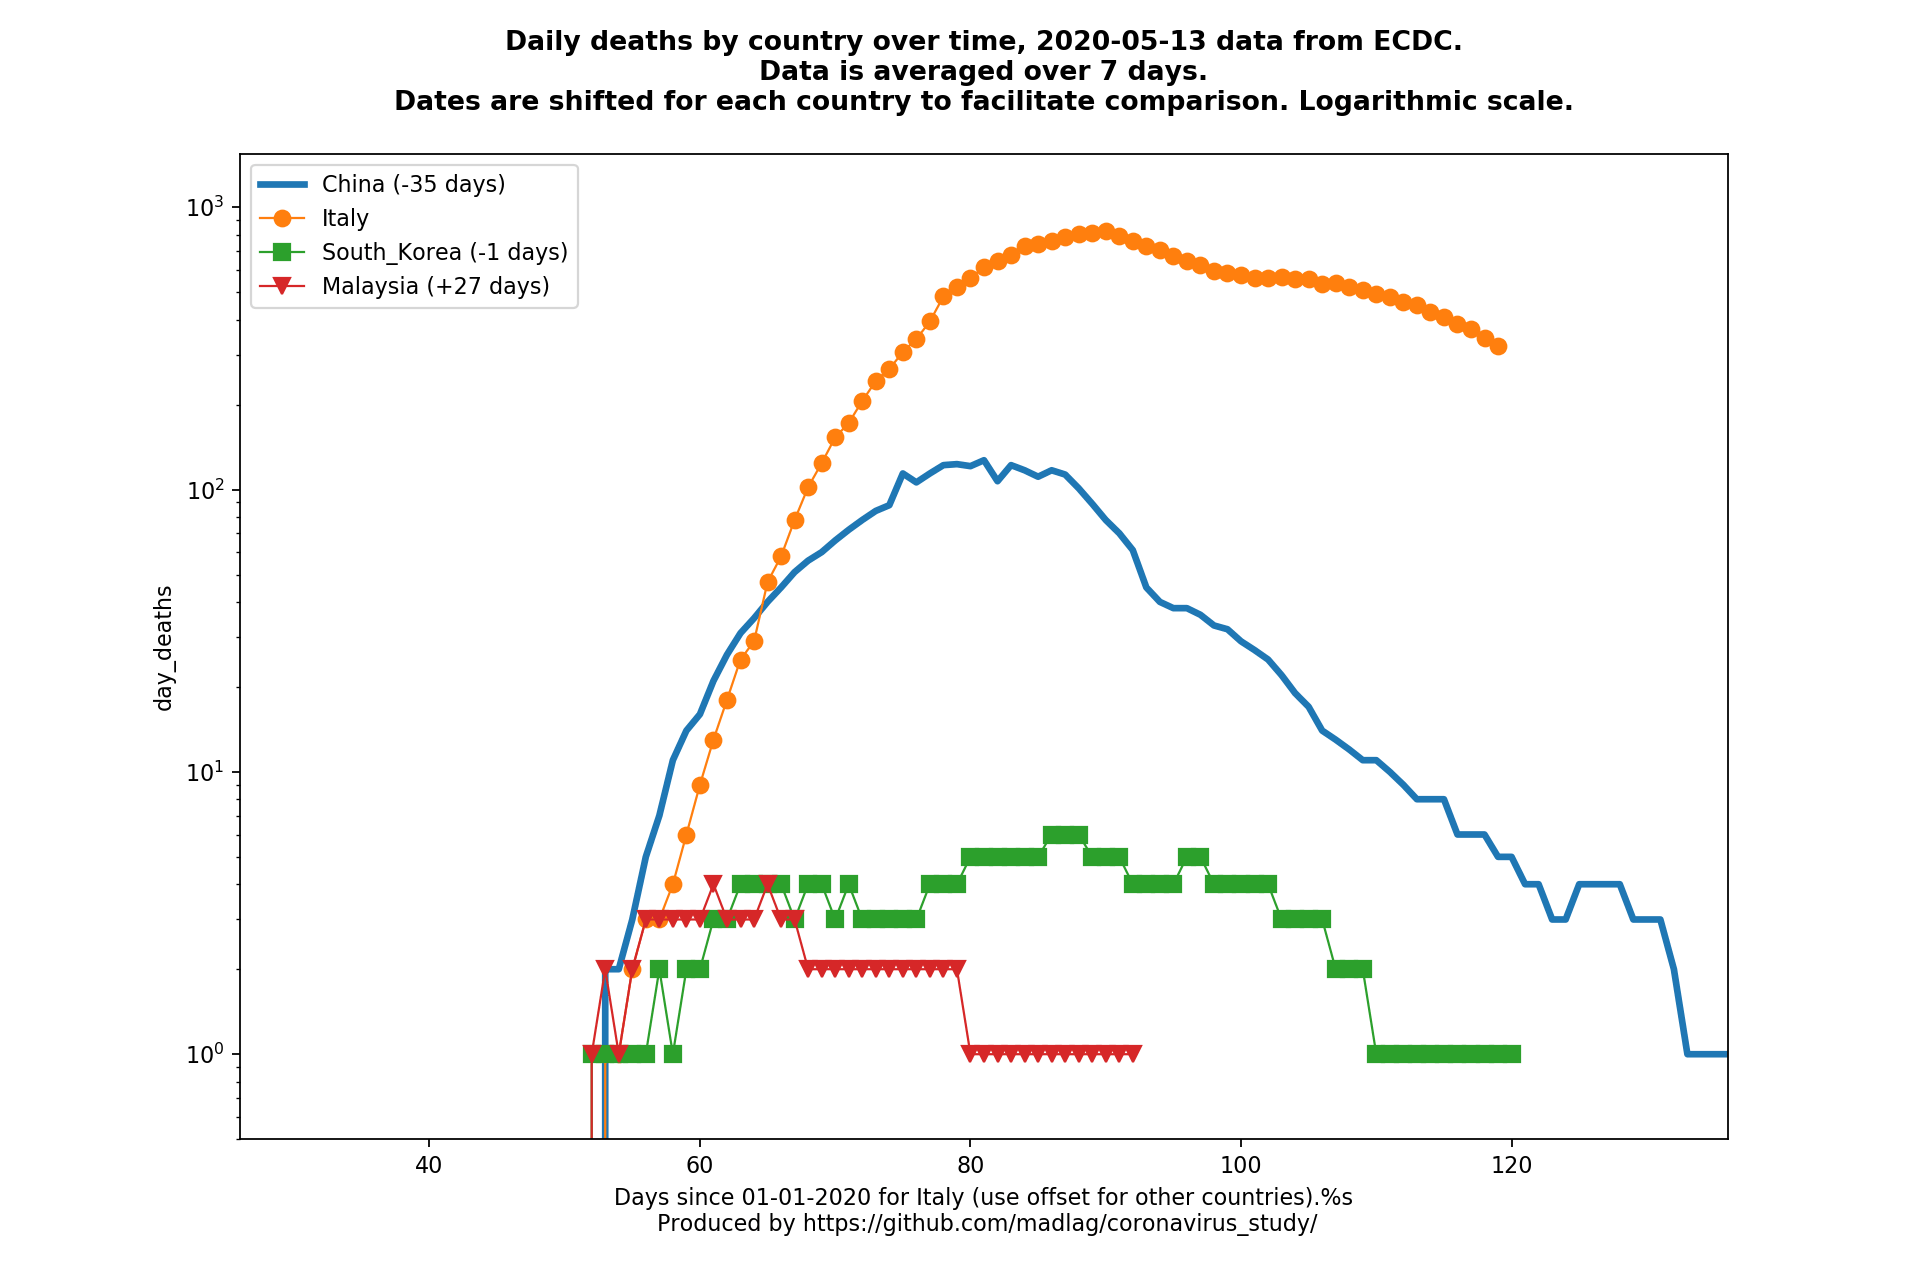 Daily deaths by country over time, 2020-05-13 data from ECDC.
Data is averaged over 7 days.
Dates are shifted for each country to facilitate comparison. Logarithmic scale.
China (-35 days)
Italy
South_Korea (-1 days)
Malaysia (+27 days)
10³
10²
10¹
10⁰
day_deaths
40 60 80 100 120
Days since 01-01-2020 for Italy (use offset for other countries).%s
Produced by https://github.com/madlag/coronavirus_study/